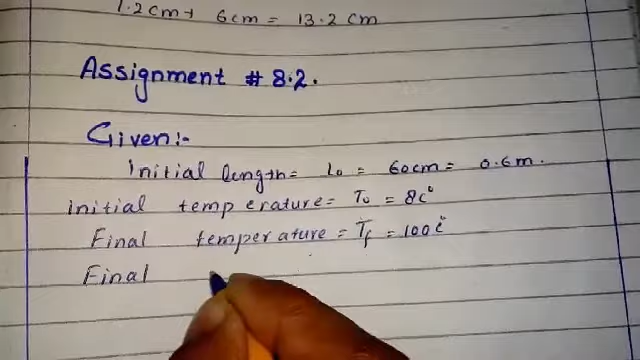 7.2cm + 6cm = 13.2 cm
Assignment # 8.2.
Given:-
Initial length = L₀ = 60cm = 0.6m.
Initial temperature = T₀ = 8C°
Final temperature = Tf = 100C°
Final